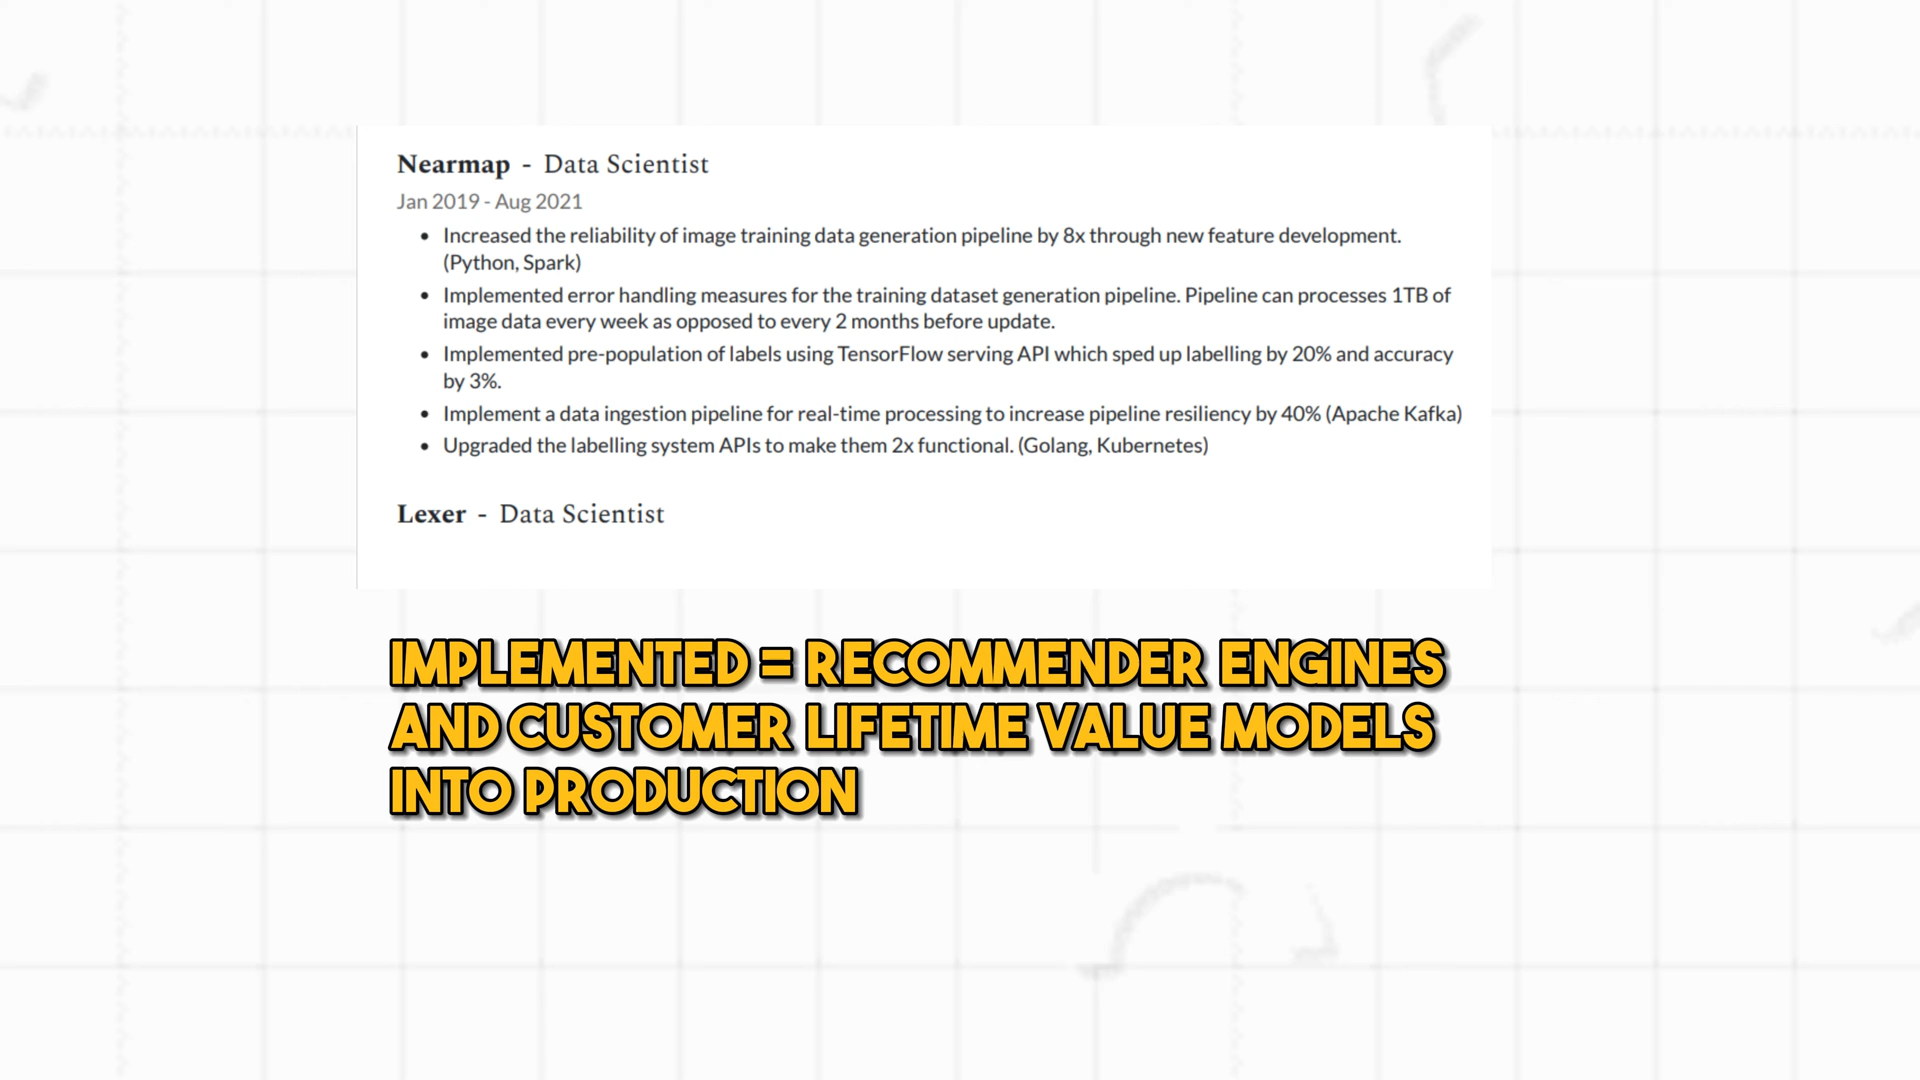 Nearmap - Data Scientist
Jan 2019 - Aug 2021
• Increased the reliability of image training data generation pipeline by 8x through new feature development.
(Python, Spark)
• Implemented error handling measures for the training dataset generation pipeline. Pipeline can processes 1TB of
image data every week as opposed to every 2 months before update.
• Implemented pre-population of labels using TensorFlow serving API which sped up labelling by 20% and accuracy
by 3%.
• Implement a data ingestion pipeline for real-time processing to increase pipeline resiliency by 40% (Apache Kafka)
• Upgraded the labelling system APIs to make them 2x functional. (Golang, Kubernetes)
Lexer - Data Scientist
IMPLEMENTED = RECOMMENDER ENGINES
AND CUSTOMER LIFETIME VALUE MODELS
INTO PRODUCTION